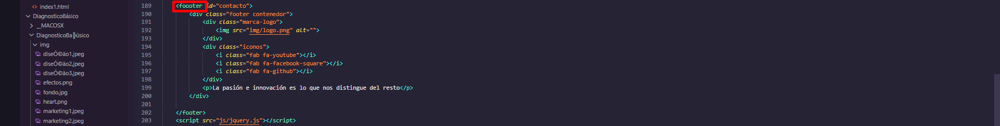 index1.html
DiagnosticoBásico
__MACOSX
DiagnosticoBa╠üsico
img
diseÓ©äo1.jpeg
diseÓ©äo2.jpeg
diseÓ©äo3.jpeg
efectos.png
fondo.jpg
heart.png
marketing1.jpeg
marketing2.jpeg
189 <foooter id="contacto">
190 <div class="footer contenedor">
191 <div class="marca-logo">
192 <img src="img/logo.png" alt="">
193 </div>
194 <div class="iconos">
195 <i class="fab fa-youtube"></i>
196 <i class="fab fa-facebook-square"></i>
197 <i class="fab fa-github"></i>
198 </div>
199 <p>La pasión e innovación es lo que nos distingue del resto</p>
200 </div>
201
202 </footer>
203 <script src="js/jquery.js"></script>